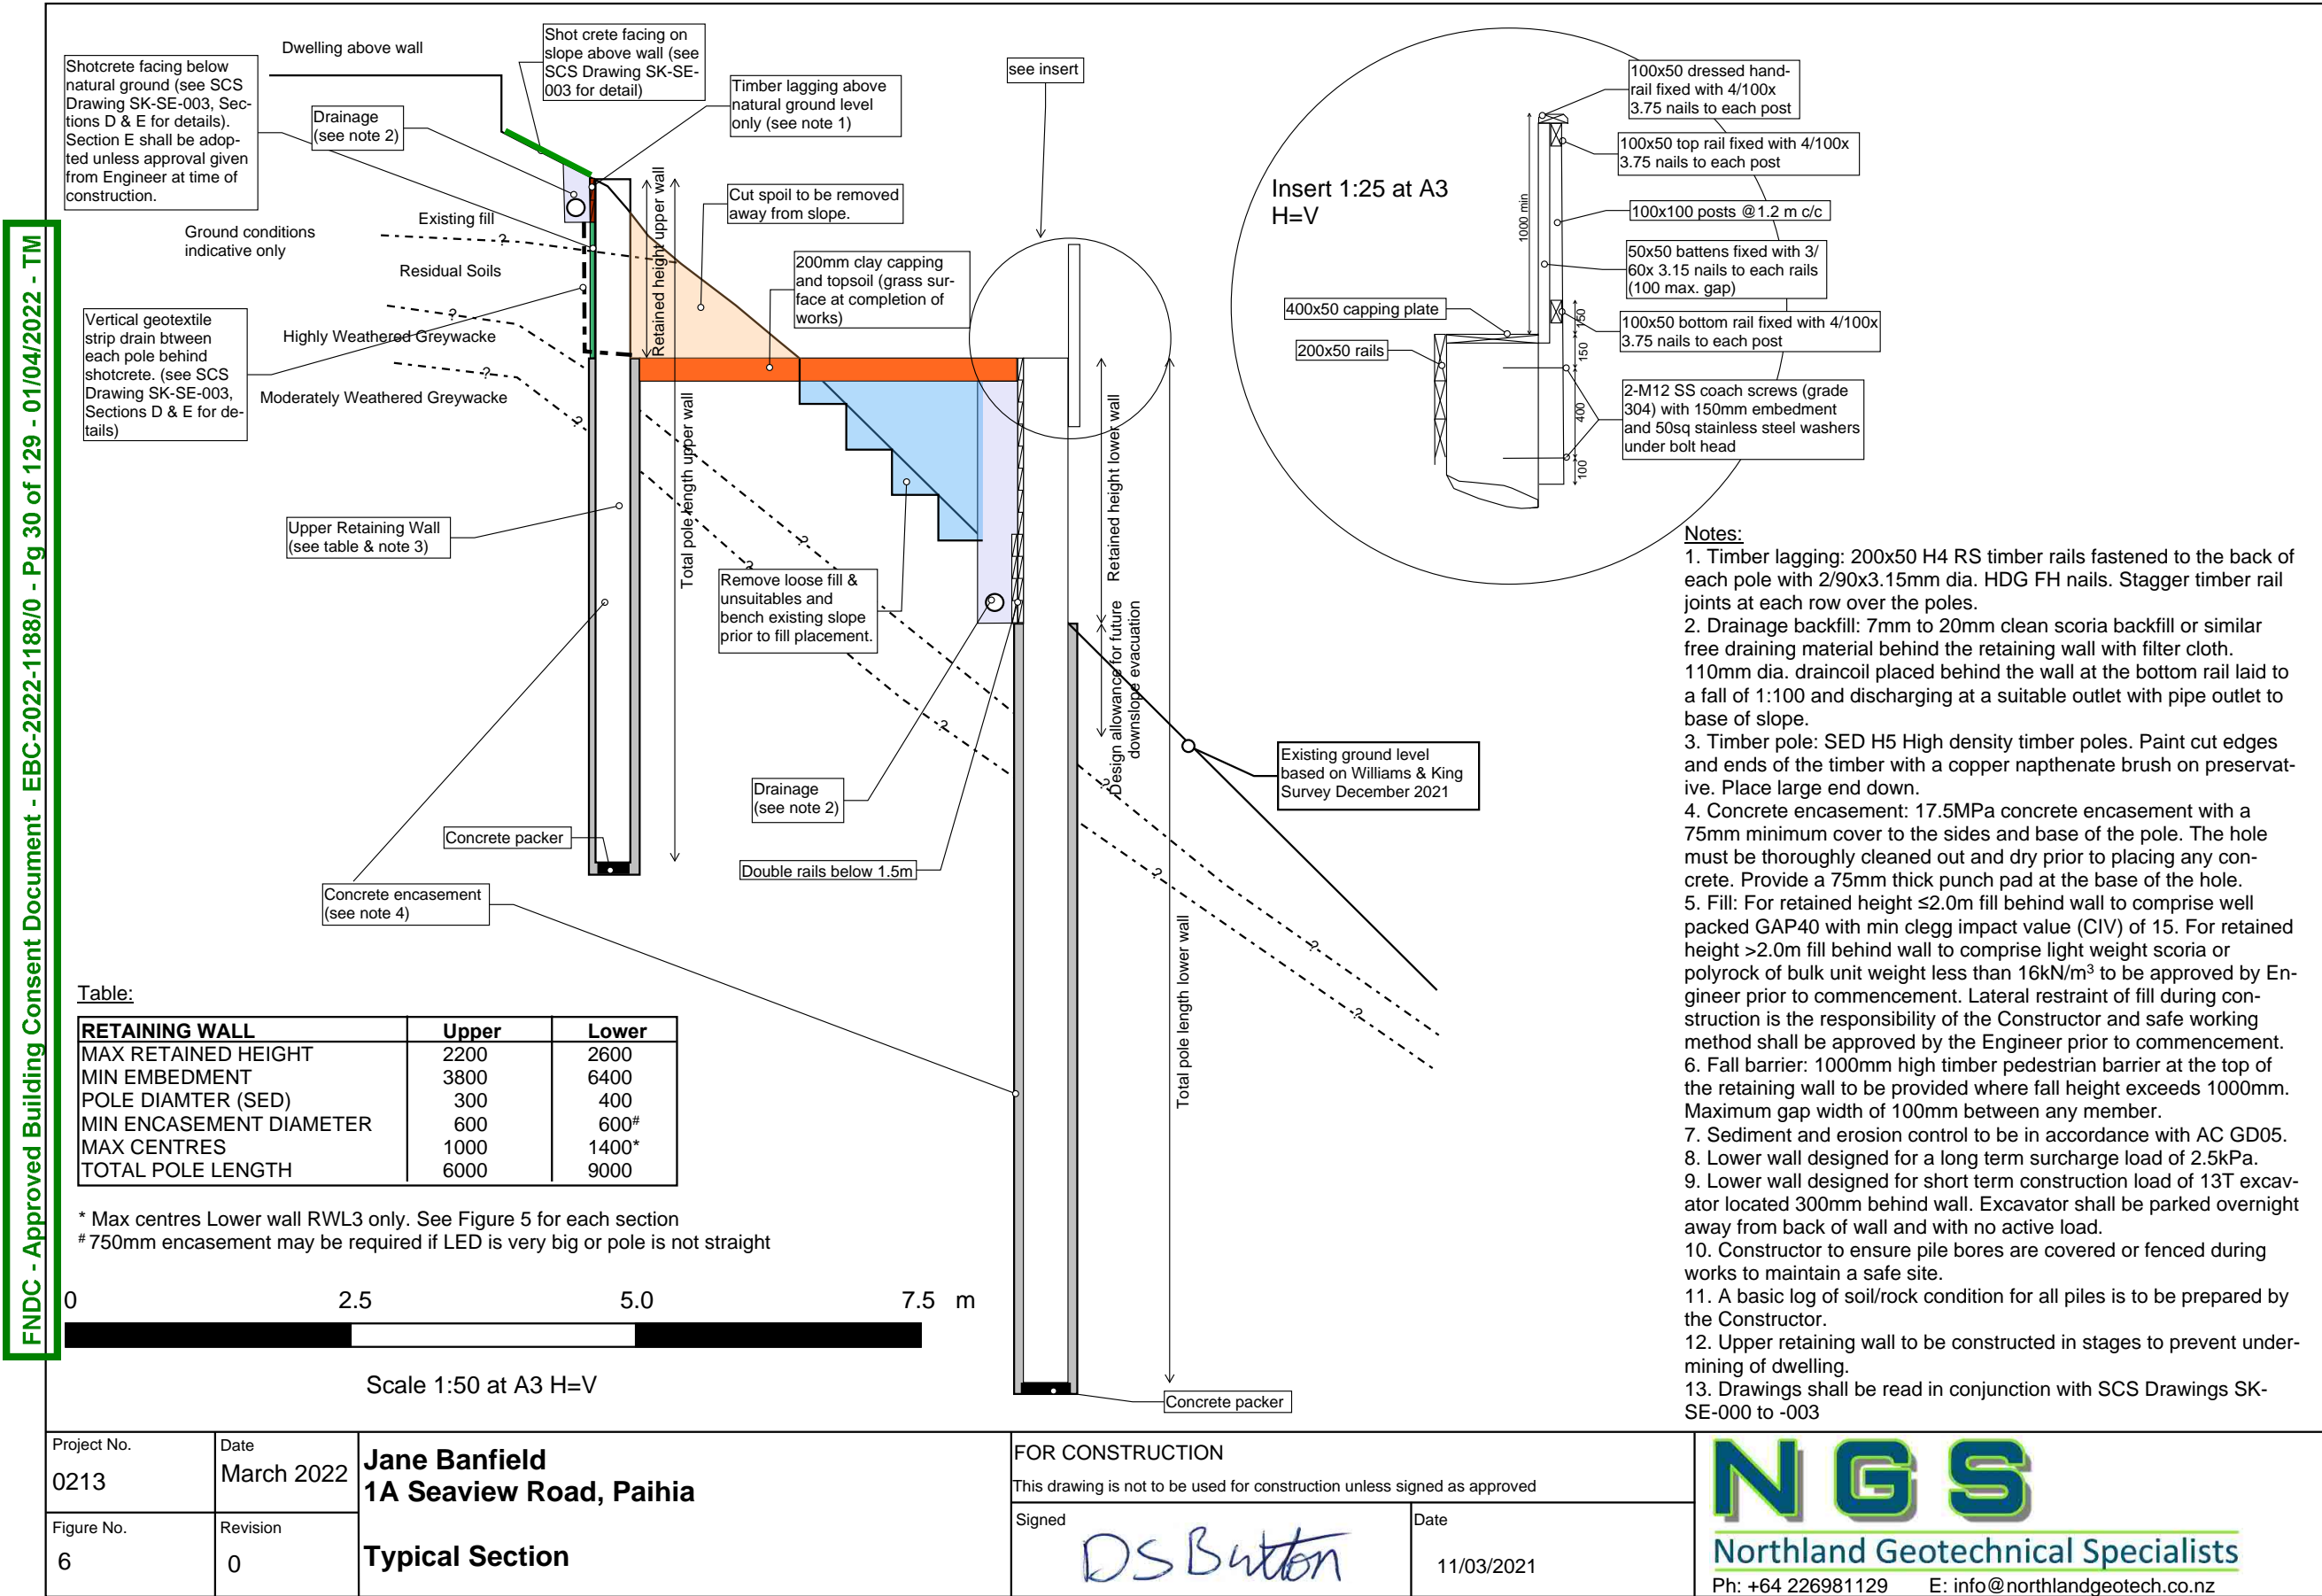 FNDC - Approved Building Consent Document - EBC-2022-1188/0 - Pg 30 of 129 - 01/04/2022 - TM
Shotcrete facing below
natural ground (see SCS
Drawing SK-SE-003, Sec-
tions D & E for details).
Section E shall be adop-
ted unless approval given
from Engineer at time of
construction.
Dwelling above wall
Drainage
(see note 2)
Shot crete facing on
slope above wall (see
SCS Drawing SK-SE-
003 for detail)
Timber lagging above
natural ground level
only (see note 1)
see insert
Cut spoil to be removed
away from slope.
200mm clay capping
and topsoil (grass sur-
face at completion of
works)
Existing fill
Ground conditions
indicative only
Residual Soils
Highly Weathered Greywacke
Moderately Weathered Greywacke
Vertical geotextile
strip drain btween
each pole behind
shotcrete. (see SCS
Drawing SK-SE-003,
Sections D & E for de-
tails)
Retained height upper wall
Total pole length upper wall
Upper Retaining Wall
(see table & note 3)
Remove loose fill &
unsuitables and
bench existing slope
prior to fill placement.
Retained height lower wall
Design allowance for future
downslope evacuation
Total pole length lower wall
Drainage
(see note 2)
Double rails below 1.5m
Concrete packer
Concrete encasement
(see note 4)
Existing ground level
based on Williams & King
Survey December 2021
Concrete packer
?
?
?
?
?
?
?
?
?
?
?
?
?
?
Insert 1:25 at A3
H=V
100x50 dressed hand-
rail fixed with 4/100x
3.75 nails to each post
100x50 top rail fixed with 4/100x
3.75 nails to each post
100x100 posts @1.2 m c/c
50x50 battens fixed with 3/
60x 3.15 nails to each rails
(100 max. gap)
100x50 bottom rail fixed with 4/100x
3.75 nails to each post
2-M12 SS coach screws (grade
304) with 150mm embedment
and 50sq stainless steel washers
under bolt head
400x50 capping plate
200x50 rails
1000 min
150
150
400
100
Notes:
1. Timber lagging: 200x50 H4 RS timber rails fastened to the back of
each pole with 2/90x3.15mm dia. HDG FH nails. Stagger timber rail
joints at each row over the poles.
2. Drainage backfill: 7mm to 20mm clean scoria backfill or similar
free draining material behind the retaining wall with filter cloth.
110mm dia. draincoil placed behind the wall at the bottom rail laid to
a fall of 1:100 and discharging at a suitable outlet with pipe outlet to
base of slope.
3. Timber pole: SED H5 High density timber poles. Paint cut edges
and ends of the timber with a copper napthenate brush on preservat-
ive. Place large end down.
4. Concrete encasement: 17.5MPa concrete encasement with a
75mm minimum cover to the sides and base of the pole. The hole
must be thoroughly cleaned out and dry prior to placing any con-
crete. Provide a 75mm thick punch pad at the base of the hole.
5. Fill: For retained height ≤2.0m fill behind wall to comprise well
packed GAP40 with min clegg impact value (CIV) of 15. For retained
height >2.0m fill behind wall to comprise light weight scoria or
polyrock of bulk unit weight less than 16kN/m³ to be approved by En-
gineer prior to commencement. Lateral restraint of fill during con-
struction is the responsibility of the Constructor and safe working
method shall be approved by the Engineer prior to commencement.
6. Fall barrier: 1000mm high timber pedestrian barrier at the top of
the retaining wall to be provided where fall height exceeds 1000mm.
Maximum gap width of 100mm between any member.
7. Sediment and erosion control to be in accordance with AC GD05.
8. Lower wall designed for a long term surcharge load of 2.5kPa.
9. Lower wall designed for short term construction load of 13T excav-
ator located 300mm behind wall. Excavator shall be parked overnight
away from back of wall and with no active load.
10. Constructor to ensure pile bores are covered or fenced during
works to maintain a safe site.
11. A basic log of soil/rock condition for all piles is to be prepared by
the Constructor.
12. Upper retaining wall to be constructed in stages to prevent under-
mining of dwelling.
13. Drawings shall be read in conjunction with SCS Drawings SK-
SE-000 to -003
Table:
RETAINING WALL Upper Lower
MAX RETAINED HEIGHT 2200 2600
MIN EMBEDMENT 3800 6400
POLE DIAMTER (SED) 300 400
MIN ENCASEMENT DIAMETER 600 600#
MAX CENTRES 1000 1400*
TOTAL POLE LENGTH 6000 9000
* Max centres Lower wall RWL3 only. See Figure 5 for each section
# 750mm encasement may be required if LED is very big or pole is not straight
0 2.5 5.0 7.5 m
Scale 1:50 at A3 H=V
Project No.
0213
Date
March 2022
Figure No.
6
Revision
0
Jane Banfield
1A Seaview Road, Paihia
Typical Section
FOR CONSTRUCTION
This drawing is not to be used for construction unless signed as approved
Signed
DS Button
Date
11/03/2021
NGS
Northland Geotechnical Specialists
Ph: +64 226981129 E: info@northlandgeotech.co.nz